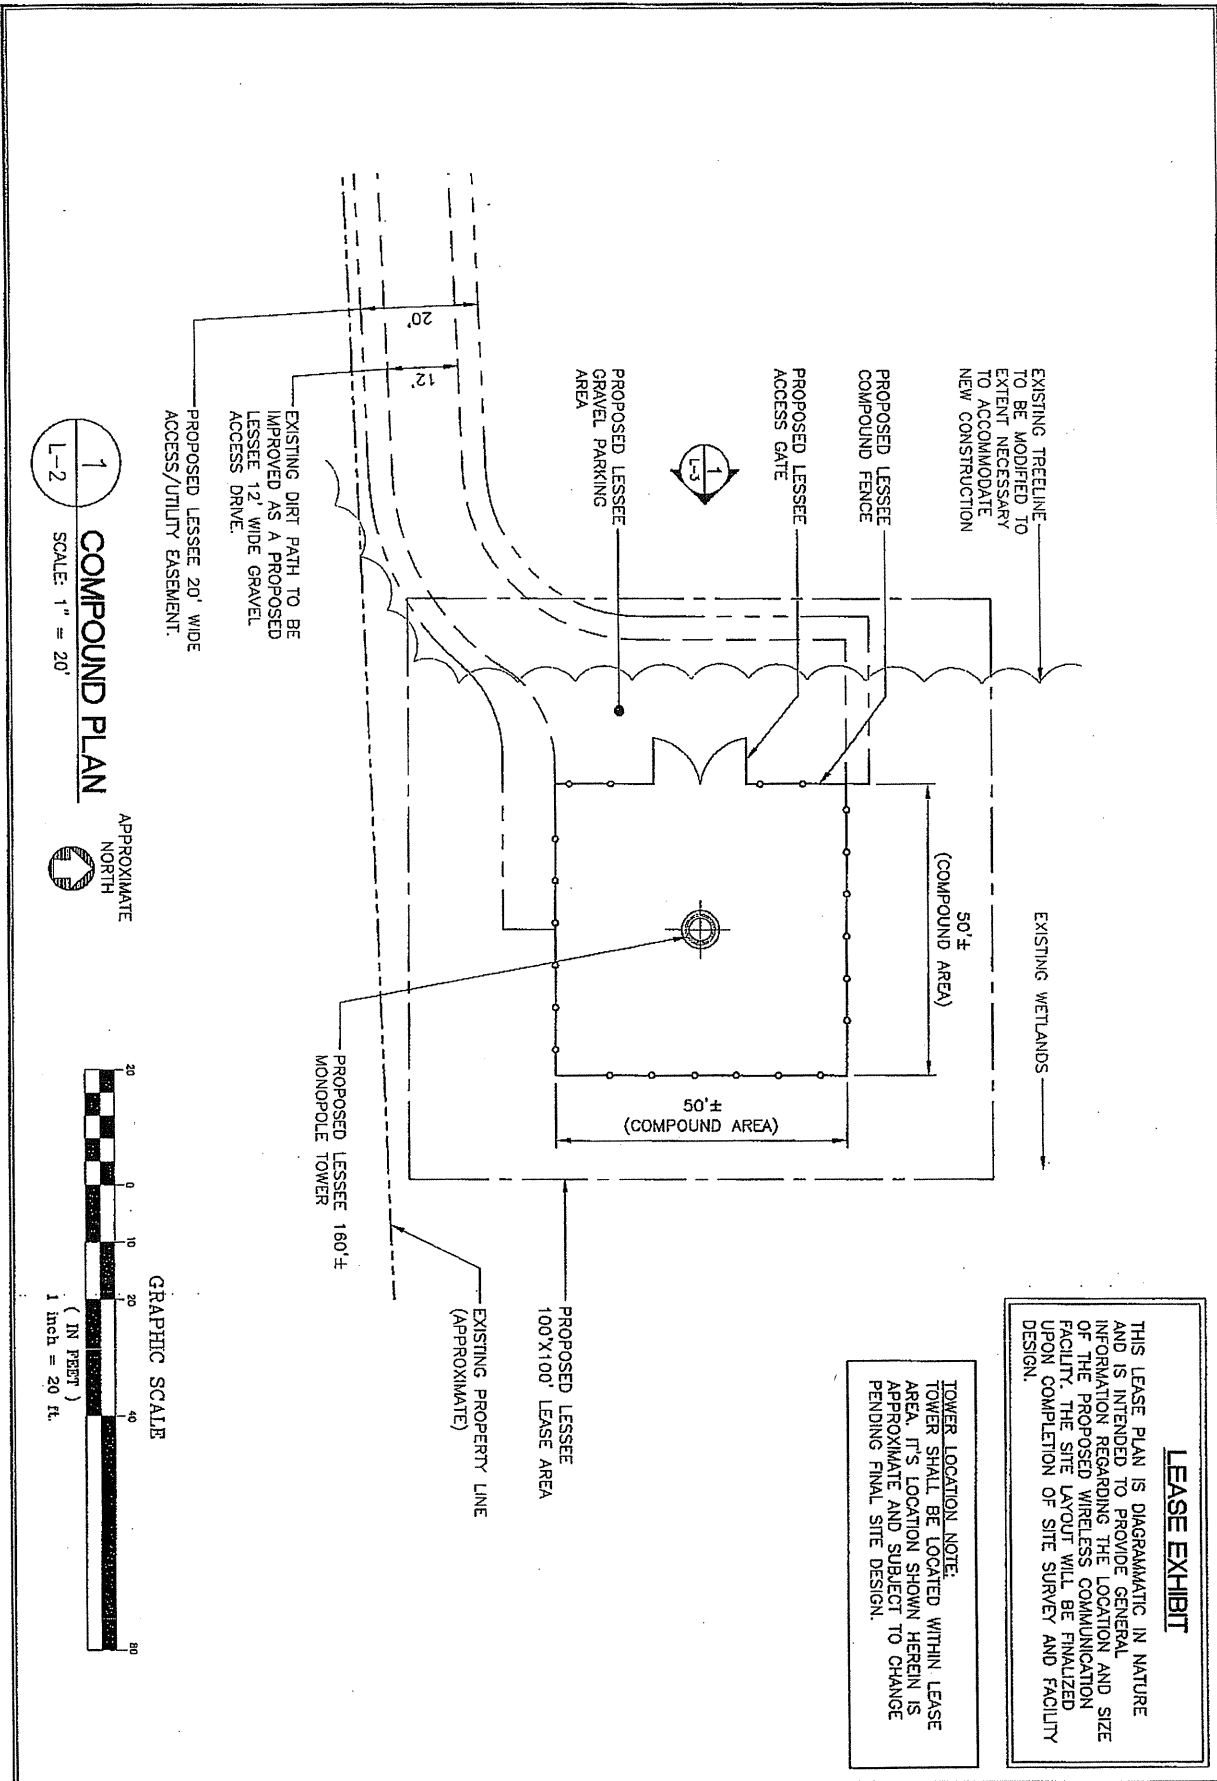 LEASE EXHIBIT
THIS LEASE PLAN IS DIAGRAMMATIC IN NATURE
AND IS INTENDED TO PROVIDE GENERAL
INFORMATION REGARDING THE LOCATION AND SIZE
OF THE PROPOSED WIRELESS COMMUNICATION
FACILITY. THE SITE LAYOUT WILL BE FINALIZED
UPON COMPLETION OF SITE SURVEY AND FACILITY
DESIGN.
TOWER LOCATION NOTE:
TOWER SHALL BE LOCATED WITHIN LEASE
AREA. IT'S LOCATION SHOWN HEREIN IS
APPROXIMATE AND SUBJECT TO CHANGE
PENDING FINAL SITE DESIGN.
EXISTING TREELINE
TO BE MODIFIED TO
EXTENT NECESSARY
TO ACCOMMODATE
NEW CONSTRUCTION
EXISTING WETLANDS
PROPOSED LESSEE
COMPOUND FENCE
PROPOSED LESSEE
ACCESS GATE
1
L-3
PROPOSED LESSEE
GRAVEL PARKING
AREA
50'±
(COMPOUND AREA)
50'±
(COMPOUND AREA)
20'
12'
PROPOSED LESSEE
100'X100' LEASE AREA
EXISTING PROPERTY LINE
(APPROXIMATE)
PROPOSED LESSEE 160'±
MONOPOLE TOWER
EXISTING DIRT PATH TO BE
IMPROVED AS A PROPOSED
LESSEE 12' WIDE GRAVEL
ACCESS DRIVE.
PROPOSED LESSEE 20' WIDE
ACCESS/UTILITY EASEMENT.
1
L-2
COMPOUND PLAN
SCALE: 1" = 20'
APPROXIMATE
NORTH
GRAPHIC SCALE
20 0 10 20 40 80
( IN FEET )
1 inch = 20 ft.